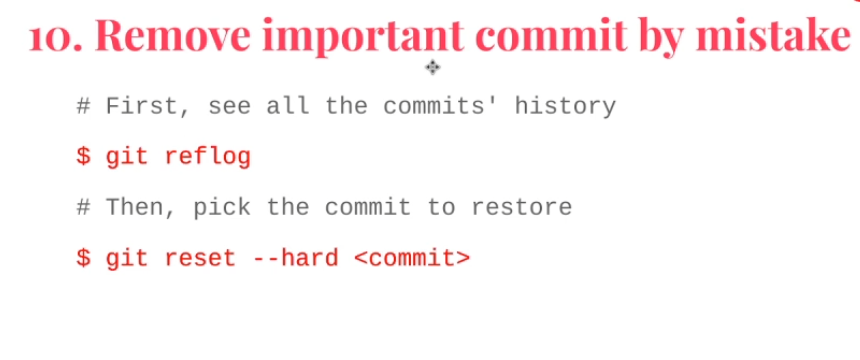 10. Remove important commit by mistake
# First, see all the commits' history
$ git reflog
# Then, pick the commit to restore
$ git reset --hard <commit>